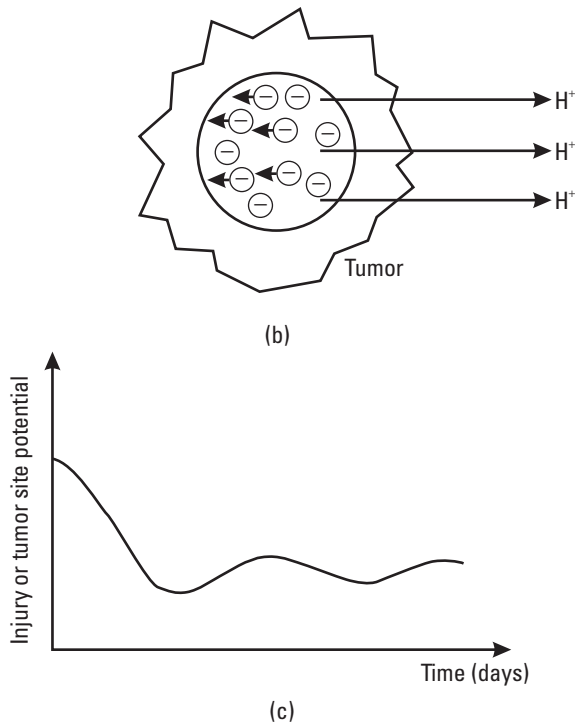 H⁺
H⁺
H⁺
Tumor
(b)
Injury or tumor site potential
Time (days)
(c)